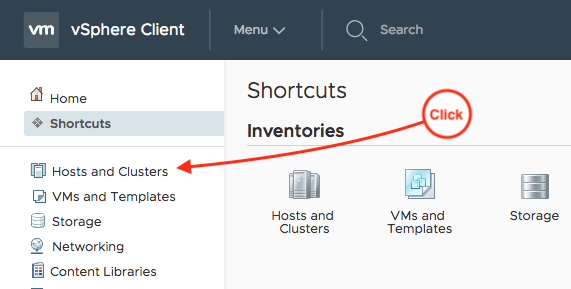 vm vSphere Client Menu Search
Home
Shortcuts
Hosts and Clusters
VMs and Templates
Storage
Networking
Content Libraries
Shortcuts
Click
Inventories
Hosts and
Clusters
VMs and
Templates
Storage